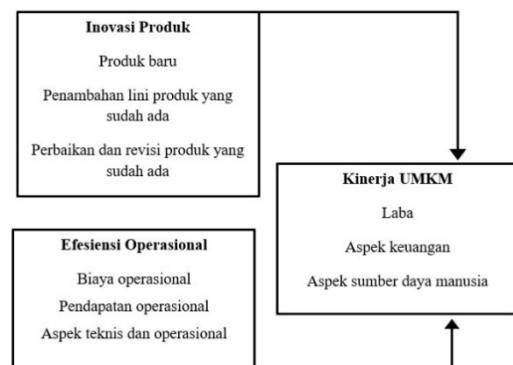 Inovasi Produk
Produk baru
Penambahan lini produk yang
sudah ada
Perbaikan dan revisi produk yang
sudah ada
Kinerja UMKM
Laba
Aspek keuangan
Aspek sumber daya manusia
Efesiensi Operasional
Biaya operasional
Pendapatan operasional
Aspek teknis dan operasional